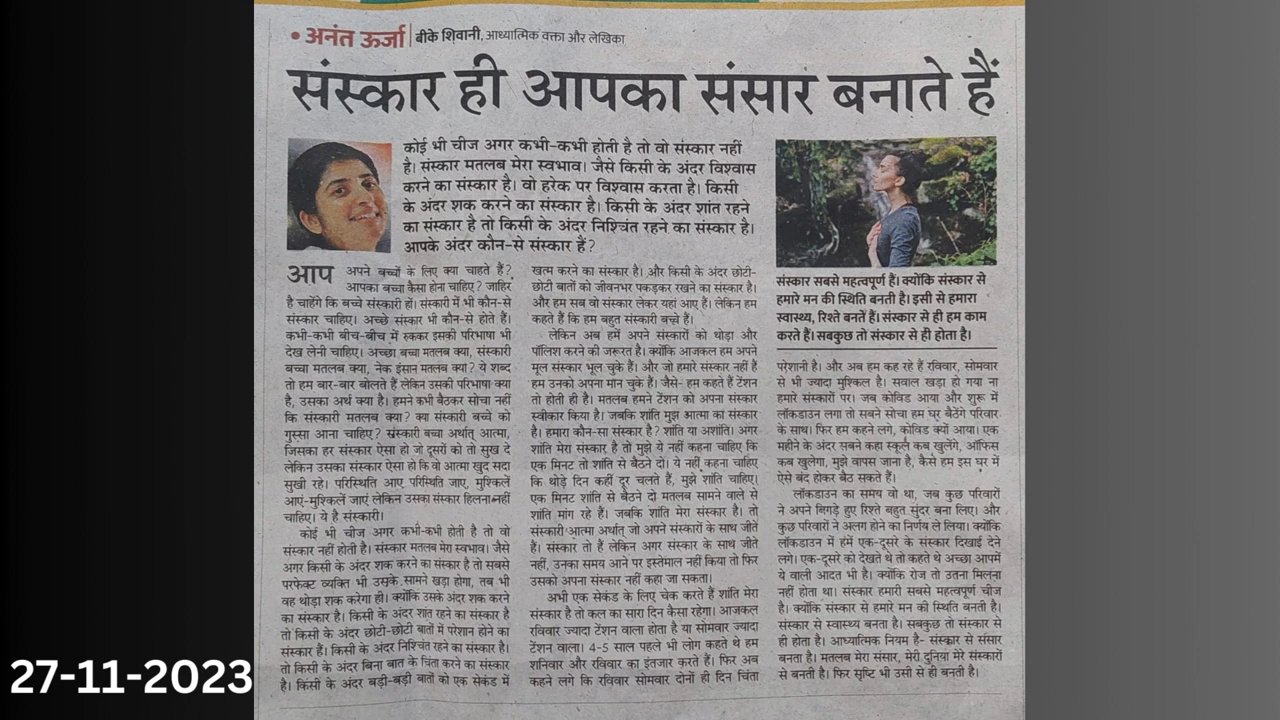 • अनंत ऊर्जा | बीके शिवानी, आध्यात्मिक वक्ता और लेखिका
संस्कार ही आपका संसार बनाते हैं
कोई भी चीज अगर कभी-कभी होती है तो वो संस्कार नहीं
है। संस्कार मतलब मेरा स्वभाव। जैसे किसी के अंदर विश्वास
करने का संस्कार है। वो हरेक पर विश्वास करता है। किसी
के अंदर शक करने का संस्कार है। किसी के अंदर शांत रहने
का संस्कार है तो किसी के अंदर निश्चिंत रहने का संस्कार है।
आपके अंदर कौन-से संस्कार हैं?
आप अपने बच्चों के लिए क्या चाहते हैं?
आपका बच्चा कैसा होना चाहिए? जाहिर
है चाहेंगे कि बच्चे संस्कारी हों। संस्कारी में भी कौन-से
संस्कार चाहिए। अच्छे संस्कार भी कौन-से होते हैं।
कभी-कभी बीच-बीच में रुककर इसकी परिभाषा भी
देख लेनी चाहिए। अच्छा बच्चा मतलब क्या, संस्कारी
बच्चा मतलब क्या, नेक इंसान मतलब क्या? ये शब्द
तो हम बार-बार बोलते हैं लेकिन उसकी परिभाषा क्या
है, उसका अर्थ क्या है। हमने कभी बैठकर सोचा नहीं
कि संस्कारी मतलब क्या? क्या संस्कारी बच्चे को
गुस्सा आना चाहिए? संस्कारी बच्चा अर्थात् आत्मा,
जिसका हर संस्कार ऐसा हो जो दूसरों को तो सुख दे
लेकिन उसका संस्कार ऐसा हो कि वो आत्मा खुद सदा
सुखी रहे। परिस्थिति आए परिस्थिति जाए, मुश्किलें
आएं-मुश्किलें जाएं लेकिन उसका संस्कार हिलना नहीं
चाहिए। ये है संस्कारी।
कोई भी चीज अगर कभी-कभी होती है तो वो
संस्कार नहीं होती है। संस्कार मतलब मेरा स्वभाव। जैसे
अगर किसी के अंदर शक करने का संस्कार है तो सबसे
परफेक्ट व्यक्ति भी उसके सामने खड़ा होगा, तब भी
वह थोड़ा शक करेगा ही। क्योंकि उसके अंदर शक करने
का संस्कार है। किसी के अंदर शांत रहने का संस्कार है
तो किसी के अंदर छोटी-छोटी बातों में परेशान होने का
संस्कार हैं। किसी के अंदर निश्चिंत रहने का संस्कार है।
तो किसी के अंदर बिना बात के चिंता करने का संस्कार
है। किसी के अंदर बड़ी-बड़ी बातों को एक सेकंड में
खत्म करने का संस्कार है। और किसी के अंदर छोटी-
छोटी बातों को जीवनभर पकड़कर रखने का संस्कार है।
और हम सब वो संस्कार लेकर यहां आए हैं। लेकिन हम
कहते हैं कि हम बहुत संस्कारी बच्चे हैं।
लेकिन अब हमें अपने संस्कारों को थोड़ा और
पॉलिश करने की जरूरत है। क्योंकि आजकल हम अपने
मूल संस्कार भूल चुके हैं। और जो हमारे संस्कार नहीं हैं
हम उनको अपना मान चुके हैं। जैसे- हम कहते हैं टेंशन
तो होती ही है। मतलब हमने टेंशन को अपना संस्कार
स्वीकार किया है। जबकि शांति मुझ आत्मा का संस्कार
है। हमारा कौन-सा संस्कार है? शांति या अशांति। अगर
शांति मेरा संस्कार है तो मुझे ये नहीं कहना चाहिए कि
एक मिनट तो शांति से बैठने दो। ये नहीं कहना चाहिए
कि थोड़े दिन कहीं दूर चलते हैं, मुझे शांति चाहिए।
एक मिनट शांति से बैठने दो मतलब सामने वाले से
शांति मांग रहे हैं। जबकि शांति मेरा संस्कार है। तो
संस्कारी आत्मा अर्थात् जो अपने संस्कारों के साथ जीते
हैं। संस्कार तो हैं लेकिन अगर संस्कार के साथ जीते
नहीं, उनका समय आने पर इस्तेमाल नहीं किया तो फिर
उसको अपना संस्कार नहीं कहा जा सकता।
अभी एक सेकंड के लिए चेक करते हैं शांति मेरा
संस्कार है तो कल का सारा दिन कैसा रहेगा। आजकल
रविवार ज्यादा टेंशन वाला होता है या सोमवार ज्यादा
टेंशन वाला। 4-5 साल पहले भी लोग कहते थे हम
शनिवार और रविवार का इंतजार करते हैं। फिर अब
कहने लगे कि रविवार सोमवार दोनों ही दिन चिंता
संस्कार सबसे महत्वपूर्ण हैं। क्योंकि संस्कार से
हमारे मन की स्थिति बनती है। इसी से हमारा
स्वास्थ्य, रिश्ते बनतें हैं। संस्कार से ही हम काम
करते हैं। सबकुछ तो संस्कार से ही होता है।
परेशानी है। और अब हम कह रहे हैं रविवार, सोमवार
से भी ज्यादा मुश्किल है। सवाल खड़ा हो गया ना
हमारे संस्कारों पर। जब कोविड आया और शुरू में
लॉकडाउन लगा तो सबने सोचा हम घर बैठेंगे परिवार
के साथ। फिर हम कहने लगे, कोविड क्यों आया। एक
महीने के अंदर सबने कहा स्कूल कब खुलेंगे, ऑफिस
कब खुलेगा, मुझे वापस जाना है, कैसे हम इस घर में
ऐसे बंद होकर बैठ सकते हैं।
लॉकडाउन का समय वो था, जब कुछ परिवारों
ने अपने बिगड़े हुए रिश्ते बहुत सुंदर बना लिए। और
कुछ परिवारों ने अलग होने का निर्णय ले लिया। क्योंकि
लॉकडाउन में हमें एक-दूसरे के संस्कार दिखाई देने
लगे। एक-दूसरे को देखते थे तो कहते थे अच्छा आपमें
ये वाली आदत भी है। क्योंकि रोज तो उतना मिलना
नहीं होता था। संस्कार हमारी सबसे महत्वपूर्ण चीज
है। क्योंकि संस्कार से हमारे मन की स्थिति बनती है।
संस्कार से स्वास्थ्य बनता है। सबकुछ तो संस्कार से
ही होता है। आध्यात्मिक नियम है- संस्कार से संसार
बनता है। मतलब मेरा संसार, मेरी दुनिया मेरे संस्कारों
से बनती है। फिर सृष्टि भी उसी से ही बनती है।
27-11-2023